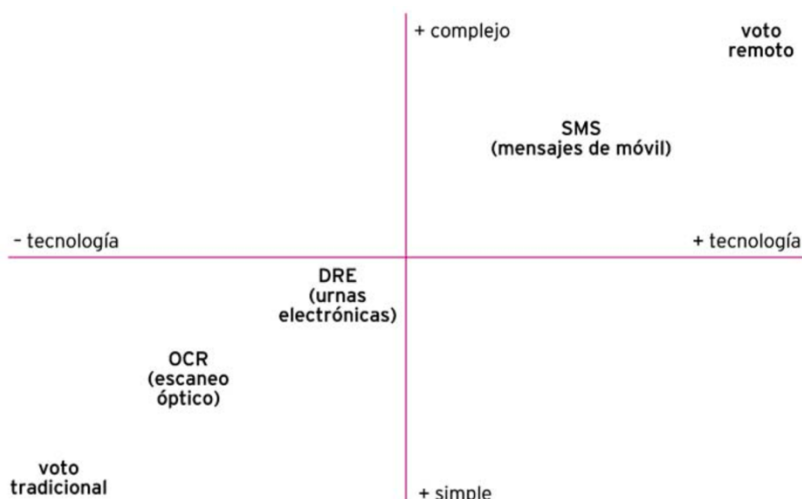 + complejo
voto
remoto
SMS
(mensajes de móvil)
– tecnología
+ tecnología
DRE
(urnas
electrónicas)
OCR
(escaneo
óptico)
voto
tradicional
+ simple